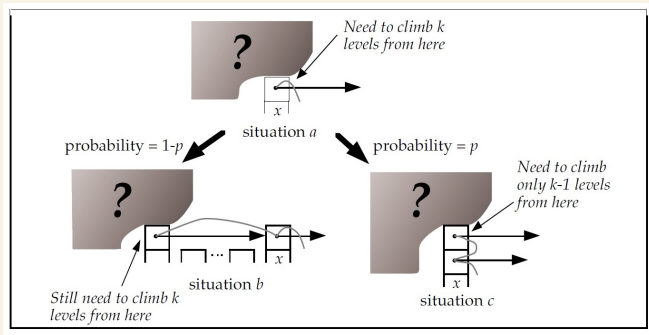 ?
Need to climb k
levels from here
x
situation a
probability = 1-p
probability = p
?
?
Need to climb
only k-1 levels
from here
...
x
situation b
x
situation c
Still need to climb k
levels from here